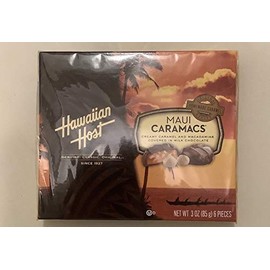 Hawaiian
Host
SINCE 1927
MAUI
CARAMACS
CREAMY CARAMEL AND MACADAMIAS
COVERED IN MILK CHOCOLATE
NET WT 3 OZ (85 g) 6 PIECES